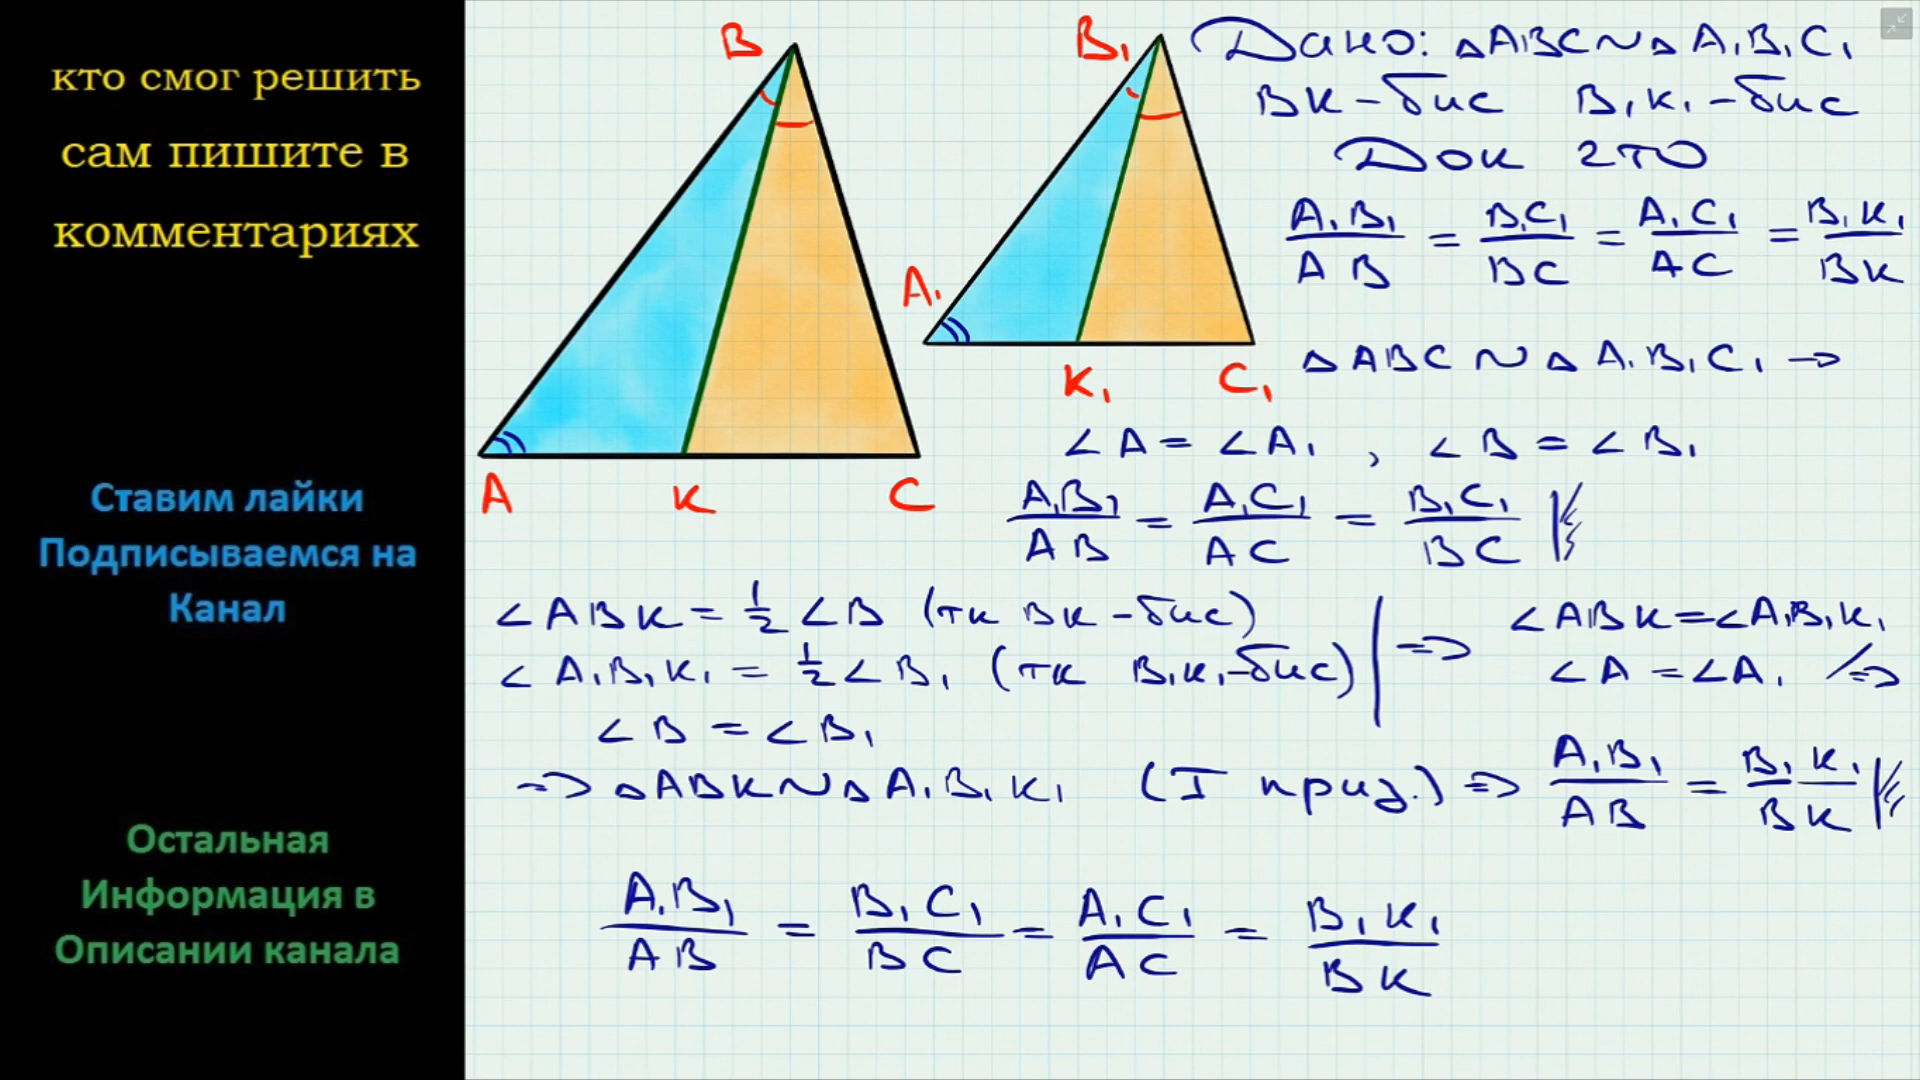 кто смог решить
сам пишите в
комментариях
Ставим лайки
Подписываемся на
Канал
Остальная
Информация в
Описании канала
B
A
K
C
B₁
A₁
K₁
C₁
Дано: △ABC ~ △A₁B₁C₁
BK - бис B₁K₁ - бис
Док что
A₁B₁/AB = B₁C₁/BC = A₁C₁/AC = B₁K₁/BK
△ABC ~ △A₁B₁C₁ →
∠A = ∠A₁, ∠B = ∠B₁
A₁B₁/AB = A₁C₁/AC = B₁C₁/BC
∠ABK = ½ ∠B (тк BK - бис)
∠A₁B₁K₁ = ½ ∠B₁ (тк B₁K₁ - бис)
∠B = ∠B₁
⇒ ∠ABK = ∠A₁B₁K₁
∠A = ∠A₁ ⇒
⇒ △ABK ~ △A₁B₁K₁ (I призн.) ⇒ A₁B₁/AB = B₁K₁/BK
A₁B₁/AB = B₁C₁/BC = A₁C₁/AC = B₁K₁/BK